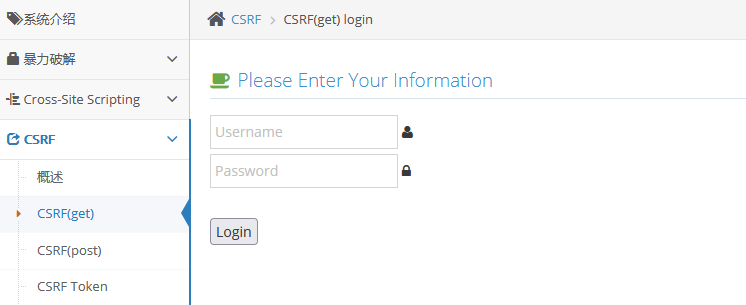 系统介绍
暴力破解
Cross-Site Scripting
CSRF
概述
CSRF(get)
CSRF(post)
CSRF Token
CSRF > CSRF(get) login
Please Enter Your Information
Username
Password
Login